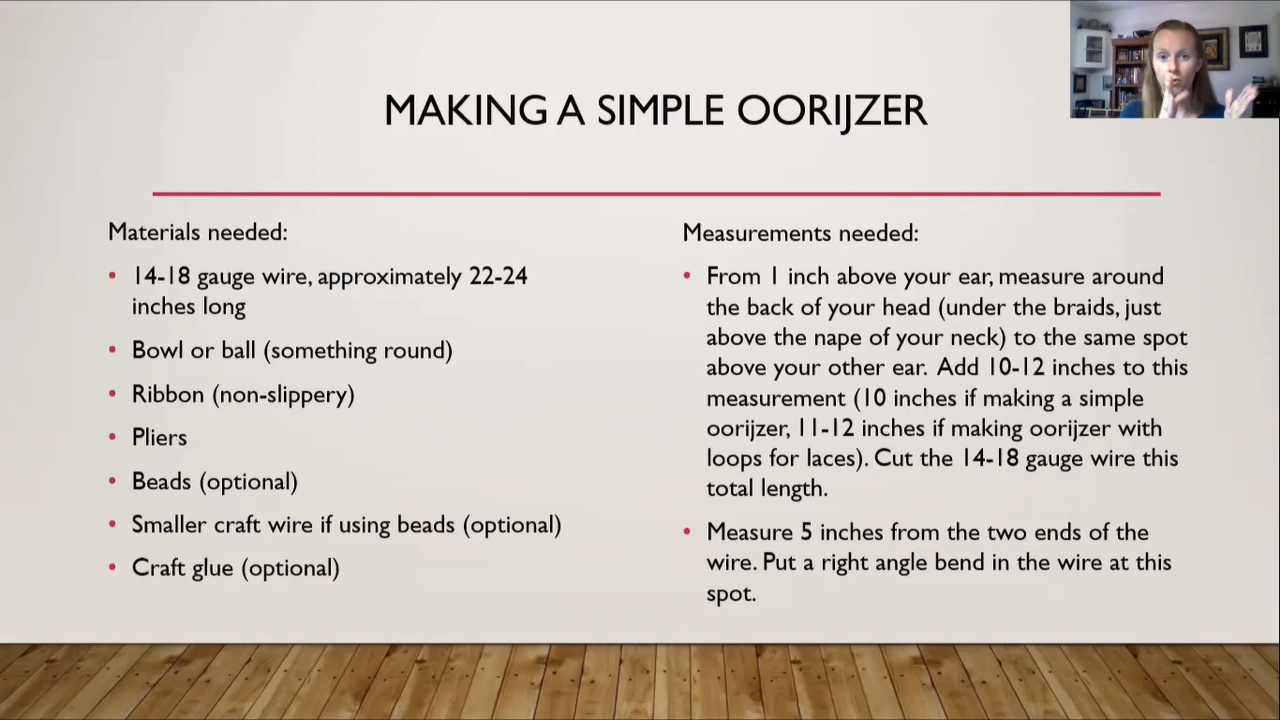 MAKING A SIMPLE OORIJZER
Materials needed:
• 14-18 gauge wire, approximately 22-24
inches long
• Bowl or ball (something round)
• Ribbon (non-slippery)
• Pliers
• Beads (optional)
• Smaller craft wire if using beads (optional)
• Craft glue (optional)
Measurements needed:
• From 1 inch above your ear, measure around
the back of your head (under the braids, just
above the nape of your neck) to the same spot
above your other ear.  Add 10-12 inches to this
measurement (10 inches if making a simple
oorijzer, 11-12 inches if making oorijzer with
loops for laces). Cut the 14-18 gauge wire this
total length.
• Measure 5 inches from the two ends of the
wire. Put a right angle bend in the wire at this
spot.